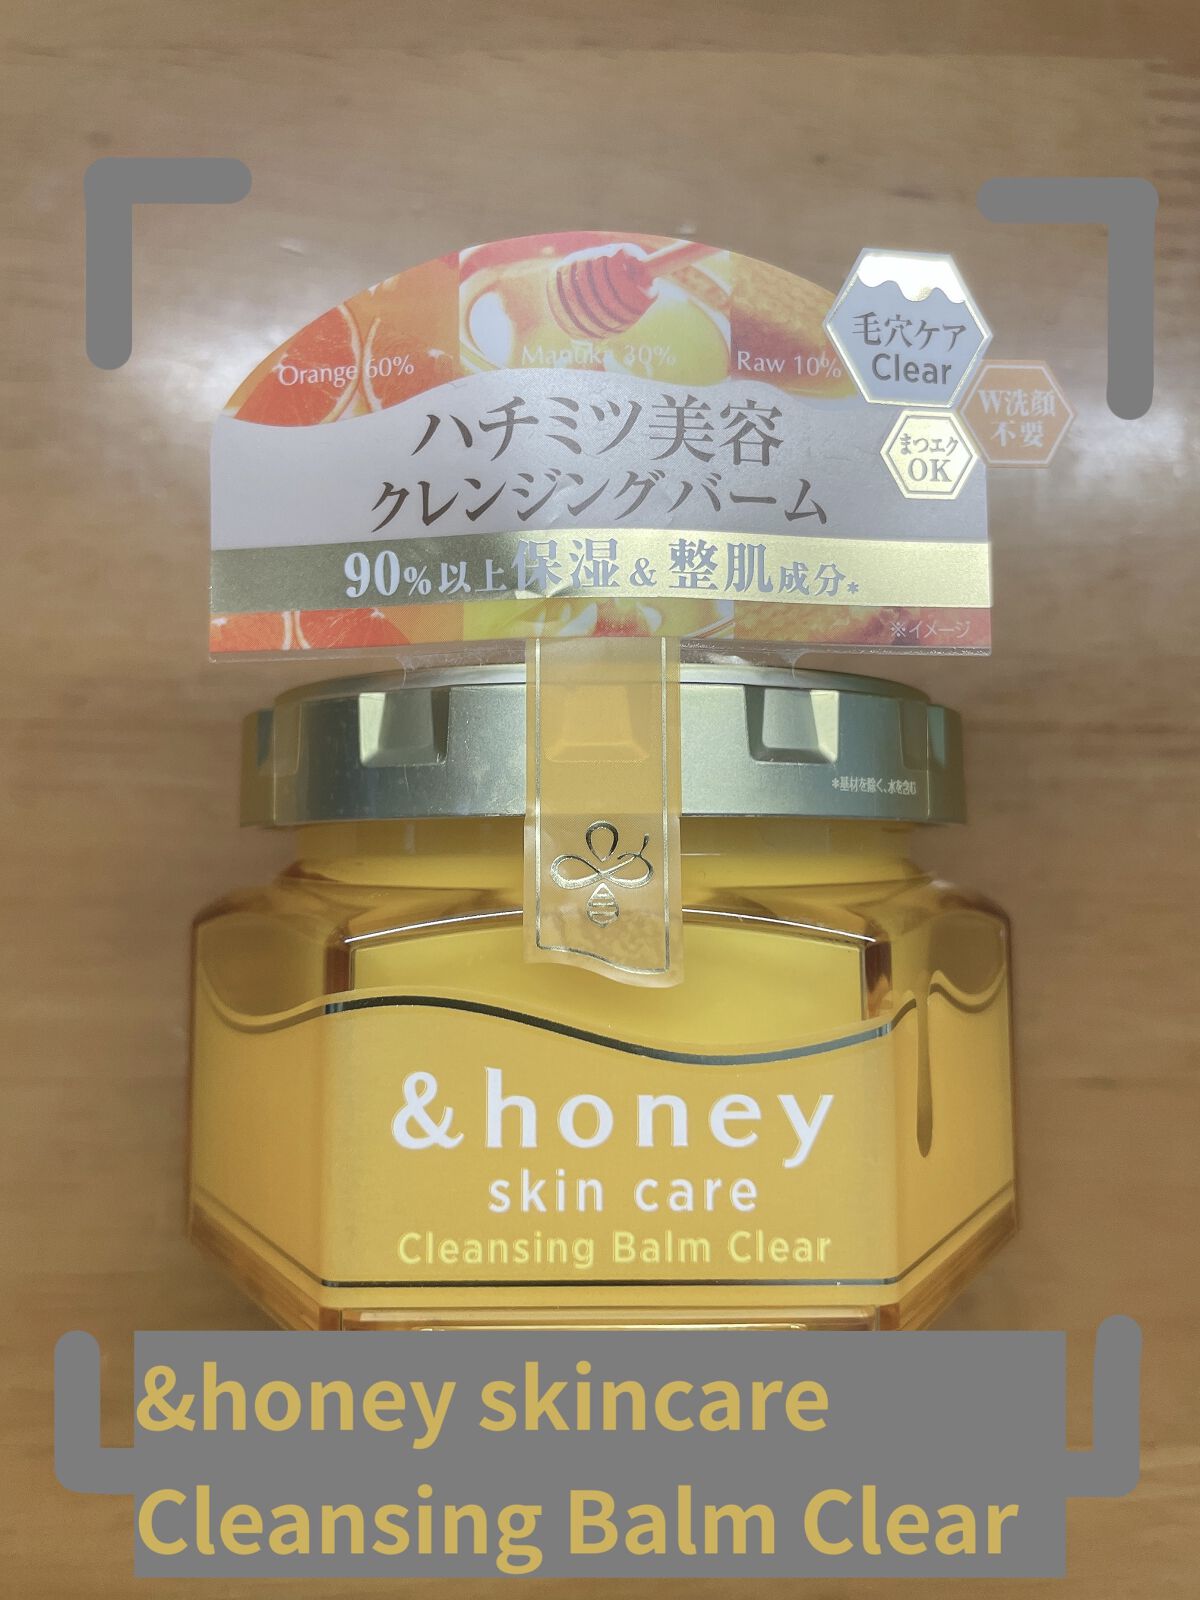 Orange 60%
Manuka 30%
Raw 10%
毛穴ケア
Clear
W洗顔
不要
まつエク
OK
ハチミツ美容
クレンジングバーム
90%以上保湿&整肌成分*
※イメージ
*基材を除く、水を含む
&honey
skin care
Cleansing Balm Clear
&honey skincare
Cleansing Balm Clear